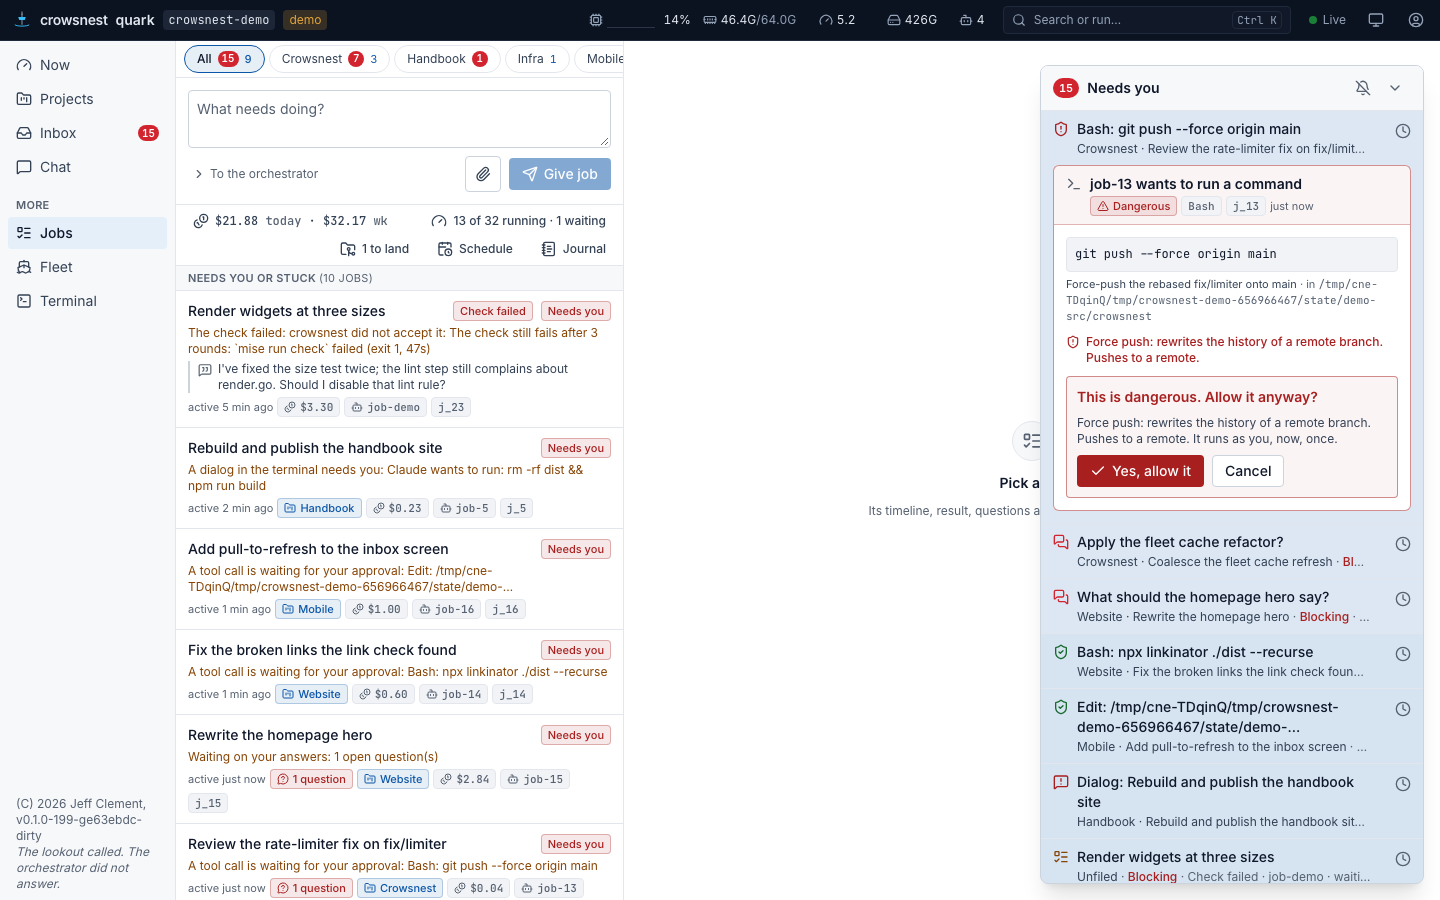 crowsnest quark crowsnest-demo demo
14% 46.4G/64.0G 5.2 426G 4
Search or run... Ctrl K
Live
Now
Projects
Inbox 15
Chat
MORE
Jobs
Fleet
Terminal
(C) 2026 Jeff Clement,
v0.1.0-199-ge63ebdc-
dirty
The lookout called. The
orchestrator did not
answer.
All 15 9 Crowsnest 7 3 Handbook 1 Infra 1 Mobile
What needs doing?
To the orchestrator
Give job
$21.88 today · $32.17 wk
13 of 32 running · 1 waiting
1 to land Schedule Journal
NEEDS YOU OR STUCK (10 JOBS)
Render widgets at three sizes Check failed Needs you
The check failed: crowsnest did not accept it: The check still fails after 3
rounds: `mise run check` failed (exit 1, 47s)
I've fixed the size test twice; the lint step still complains about
render.go. Should I disable that lint rule?
active 5 min ago $3.30 job-demo j_23
Rebuild and publish the handbook site Needs you
A dialog in the terminal needs you: Claude wants to run: rm -rf dist &&
npm run build
active 2 min ago Handbook $0.23 job-5 j_5
Add pull-to-refresh to the inbox screen Needs you
A tool call is waiting for your approval: Edit: /tmp/cne-
TDqinQ/tmp/crowsnest-demo-656966467/state/demo-...
active 1 min ago Mobile $1.00 job-16 j_16
Fix the broken links the link check found Needs you
A tool call is waiting for your approval: Bash: npx linkinator ./dist --recurse
active 1 min ago Website $0.60 job-14 j_14
Rewrite the homepage hero Needs you
Waiting on your answers: 1 open question(s)
active just now 1 question Website $2.84 job-15
j_15
Review the rate-limiter fix on fix/limiter Needs you
A tool call is waiting for your approval: Bash: git push --force origin main
active just now 1 question Crowsnest $0.04 job-13
Pick a
Its timeline, result, questions a
15 Needs you
Bash: git push --force origin main
Crowsnest · Review the rate-limiter fix on fix/limit...
job-13 wants to run a command
Dangerous Bash j_13 just now
git push --force origin main
Force-push the rebased fix/limiter onto main · in /tmp/cne-
TDqinQ/tmp/crowsnest-demo-656966467/state/demo-
src/crowsnest
Force push: rewrites the history of a remote branch.
Pushes to a remote.
This is dangerous. Allow it anyway?
Force push: rewrites the history of a remote branch.
Pushes to a remote. It runs as you, now, once.
Yes, allow it Cancel
Apply the fleet cache refactor?
Crowsnest · Coalesce the fleet cache refresh · Bl...
What should the homepage hero say?
Website · Rewrite the homepage hero · Blocking · ...
Bash: npx linkinator ./dist --recurse
Website · Fix the broken links the link check foun...
Edit: /tmp/cne-TDqinQ/tmp/crowsnest-
demo-656966467/state/demo-...
Mobile · Add pull-to-refresh to the inbox screen · ...
Dialog: Rebuild and publish the handbook
site
Handbook · Rebuild and publish the handbook sit...
Render widgets at three sizes
Unfiled · Blocking · Check failed · job-demo · waiti...